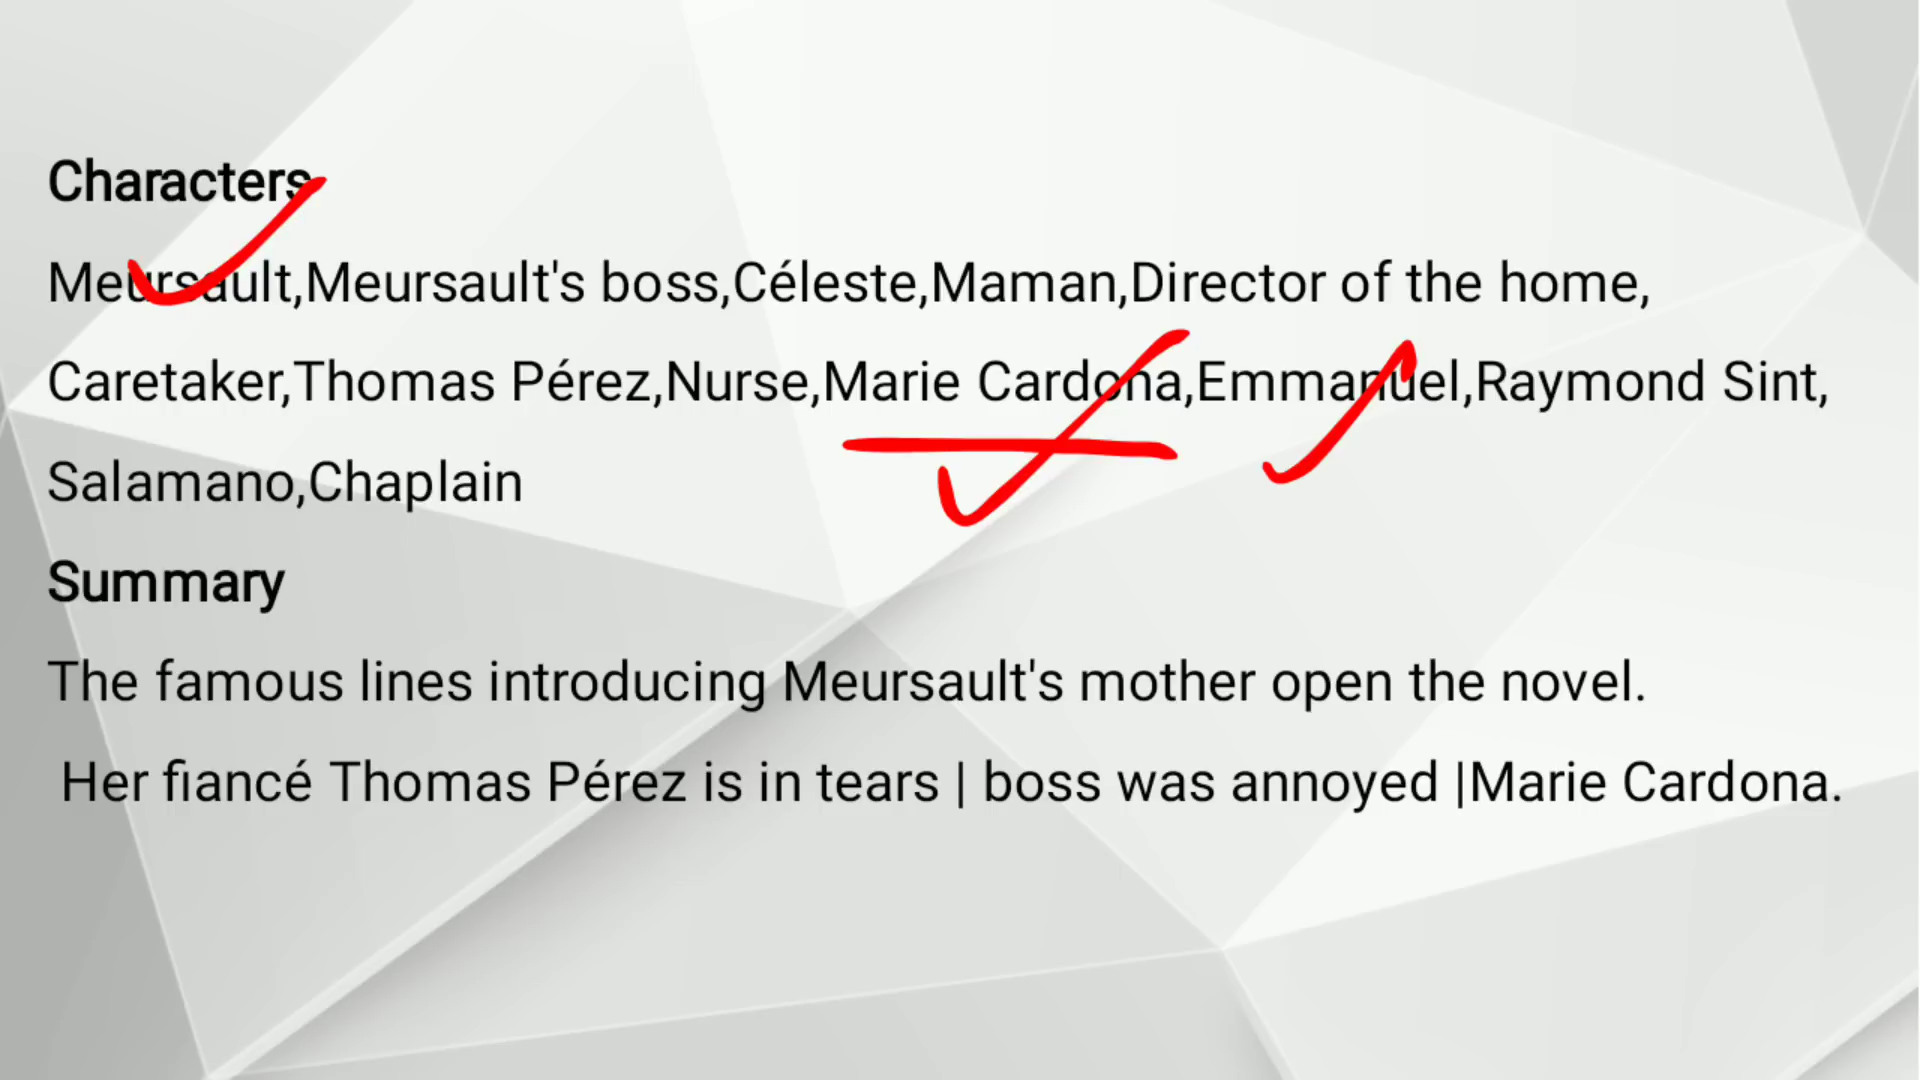 Characters
Meursault,Meursault's boss,Céleste,Maman,Director of the home,
Caretaker,Thomas Pérez,Nurse,Marie Cardona,Emmanuel,Raymond Sint,
Salamano,Chaplain
Summary
The famous lines introducing Meursault's mother open the novel.
Her fiancé Thomas Pérez is in tears | boss was annoyed |Marie Cardona.